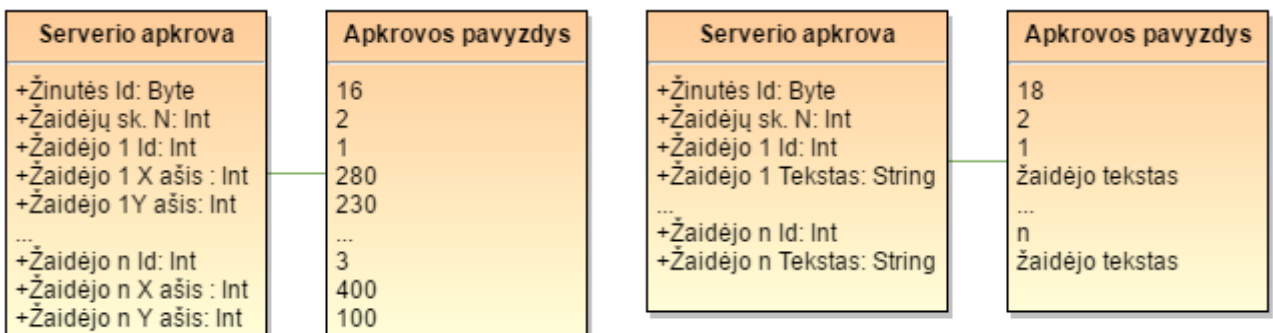 Serverio apkrova
+Žinutės Id: Byte
+Žaidėjų sk. N: Int
+Žaidėjo 1 Id: Int
+Žaidėjo 1 X ašis : Int
+Žaidėjo 1Y ašis: Int
...
+Žaidėjo n Id: Int
+Žaidėjo n X ašis : Int
+Žaidėjo n Y ašis: Int
Apkrovos pavyzdys
16
2
1
280
230
...
3
400
100
Serverio apkrova
+Žinutės Id: Byte
+Žaidėjų sk. N: Int
+Žaidėjo 1 Id: Int
+Žaidėjo 1 Tekstas: String
...
+Žaidėjo n Id: Int
+Žaidėjo n Tekstas: String
Apkrovos pavyzdys
18
2
1
žaidėjo tekstas
...
n
žaidėjo tekstas